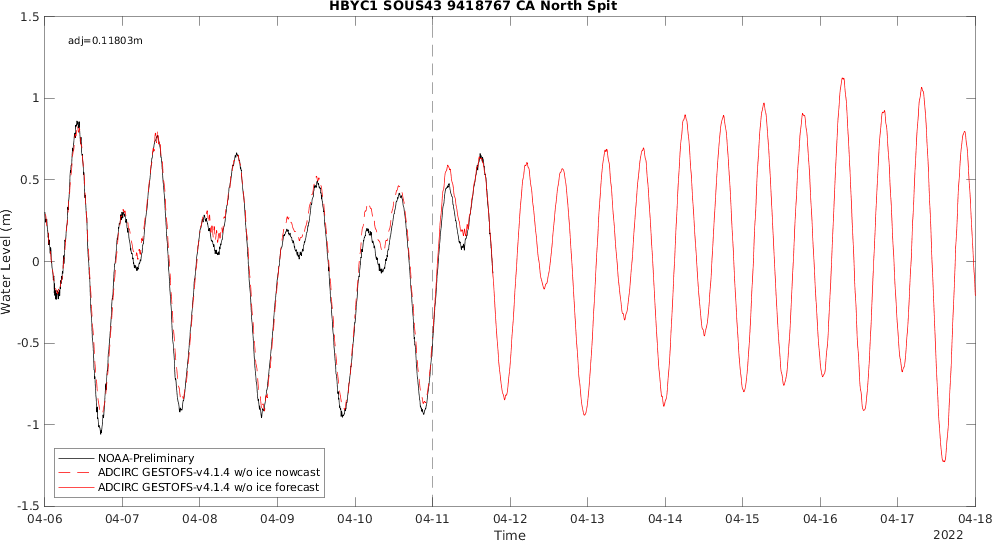 HBYC1 SOUS43 9418767 CA North Spit
adj=0.11803m
Water Level (m)
1.5
1
0.5
0
-0.5
-1
-1.5
NOAA-Preliminary
ADCIRC GESTOFS-v4.1.4 w/o ice nowcast
ADCIRC GESTOFS-v4.1.4 w/o ice forecast
04-06 04-07 04-08 04-09 04-10 04-11 04-12 04-13 04-14 04-15 04-16 04-17 04-18
Time
2022